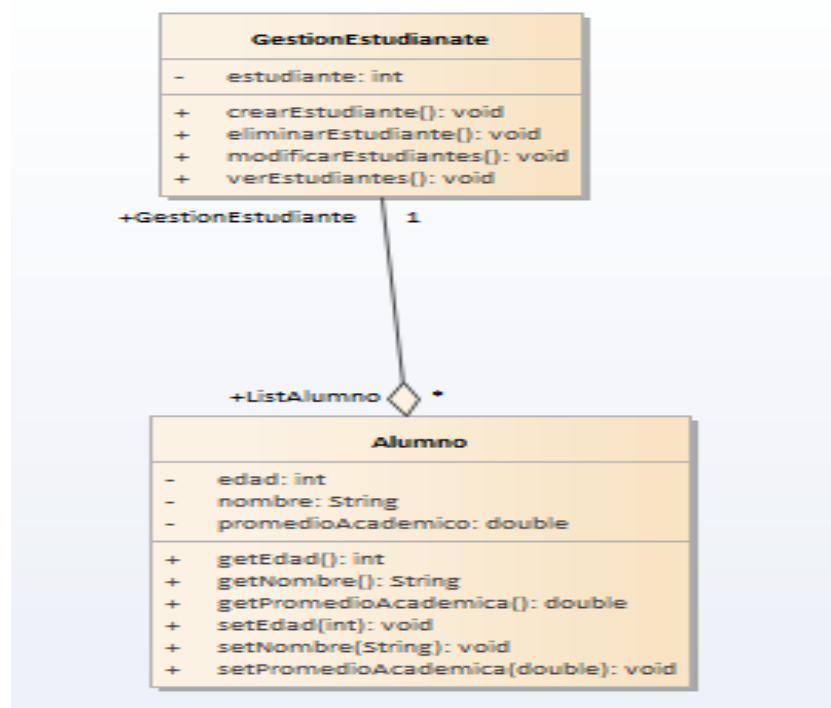 GestionEstudianate
- estudiante: int
+ crearEstudiante(): void
+ eliminarEstudiante(): void
+ modificarEstudiantes(): void
+ verEstudiantes(): void
+GestionEstudiante 1
+ListAlumno *
Alumno
- edad: int
- nombre: String
- promedioAcademico: double
+ getEdad(): int
+ getNombre(): String
+ getPromedioAcademica(): double
+ setEdad(int): void
+ setNombre(String): void
+ setPromedioAcademica(double): void